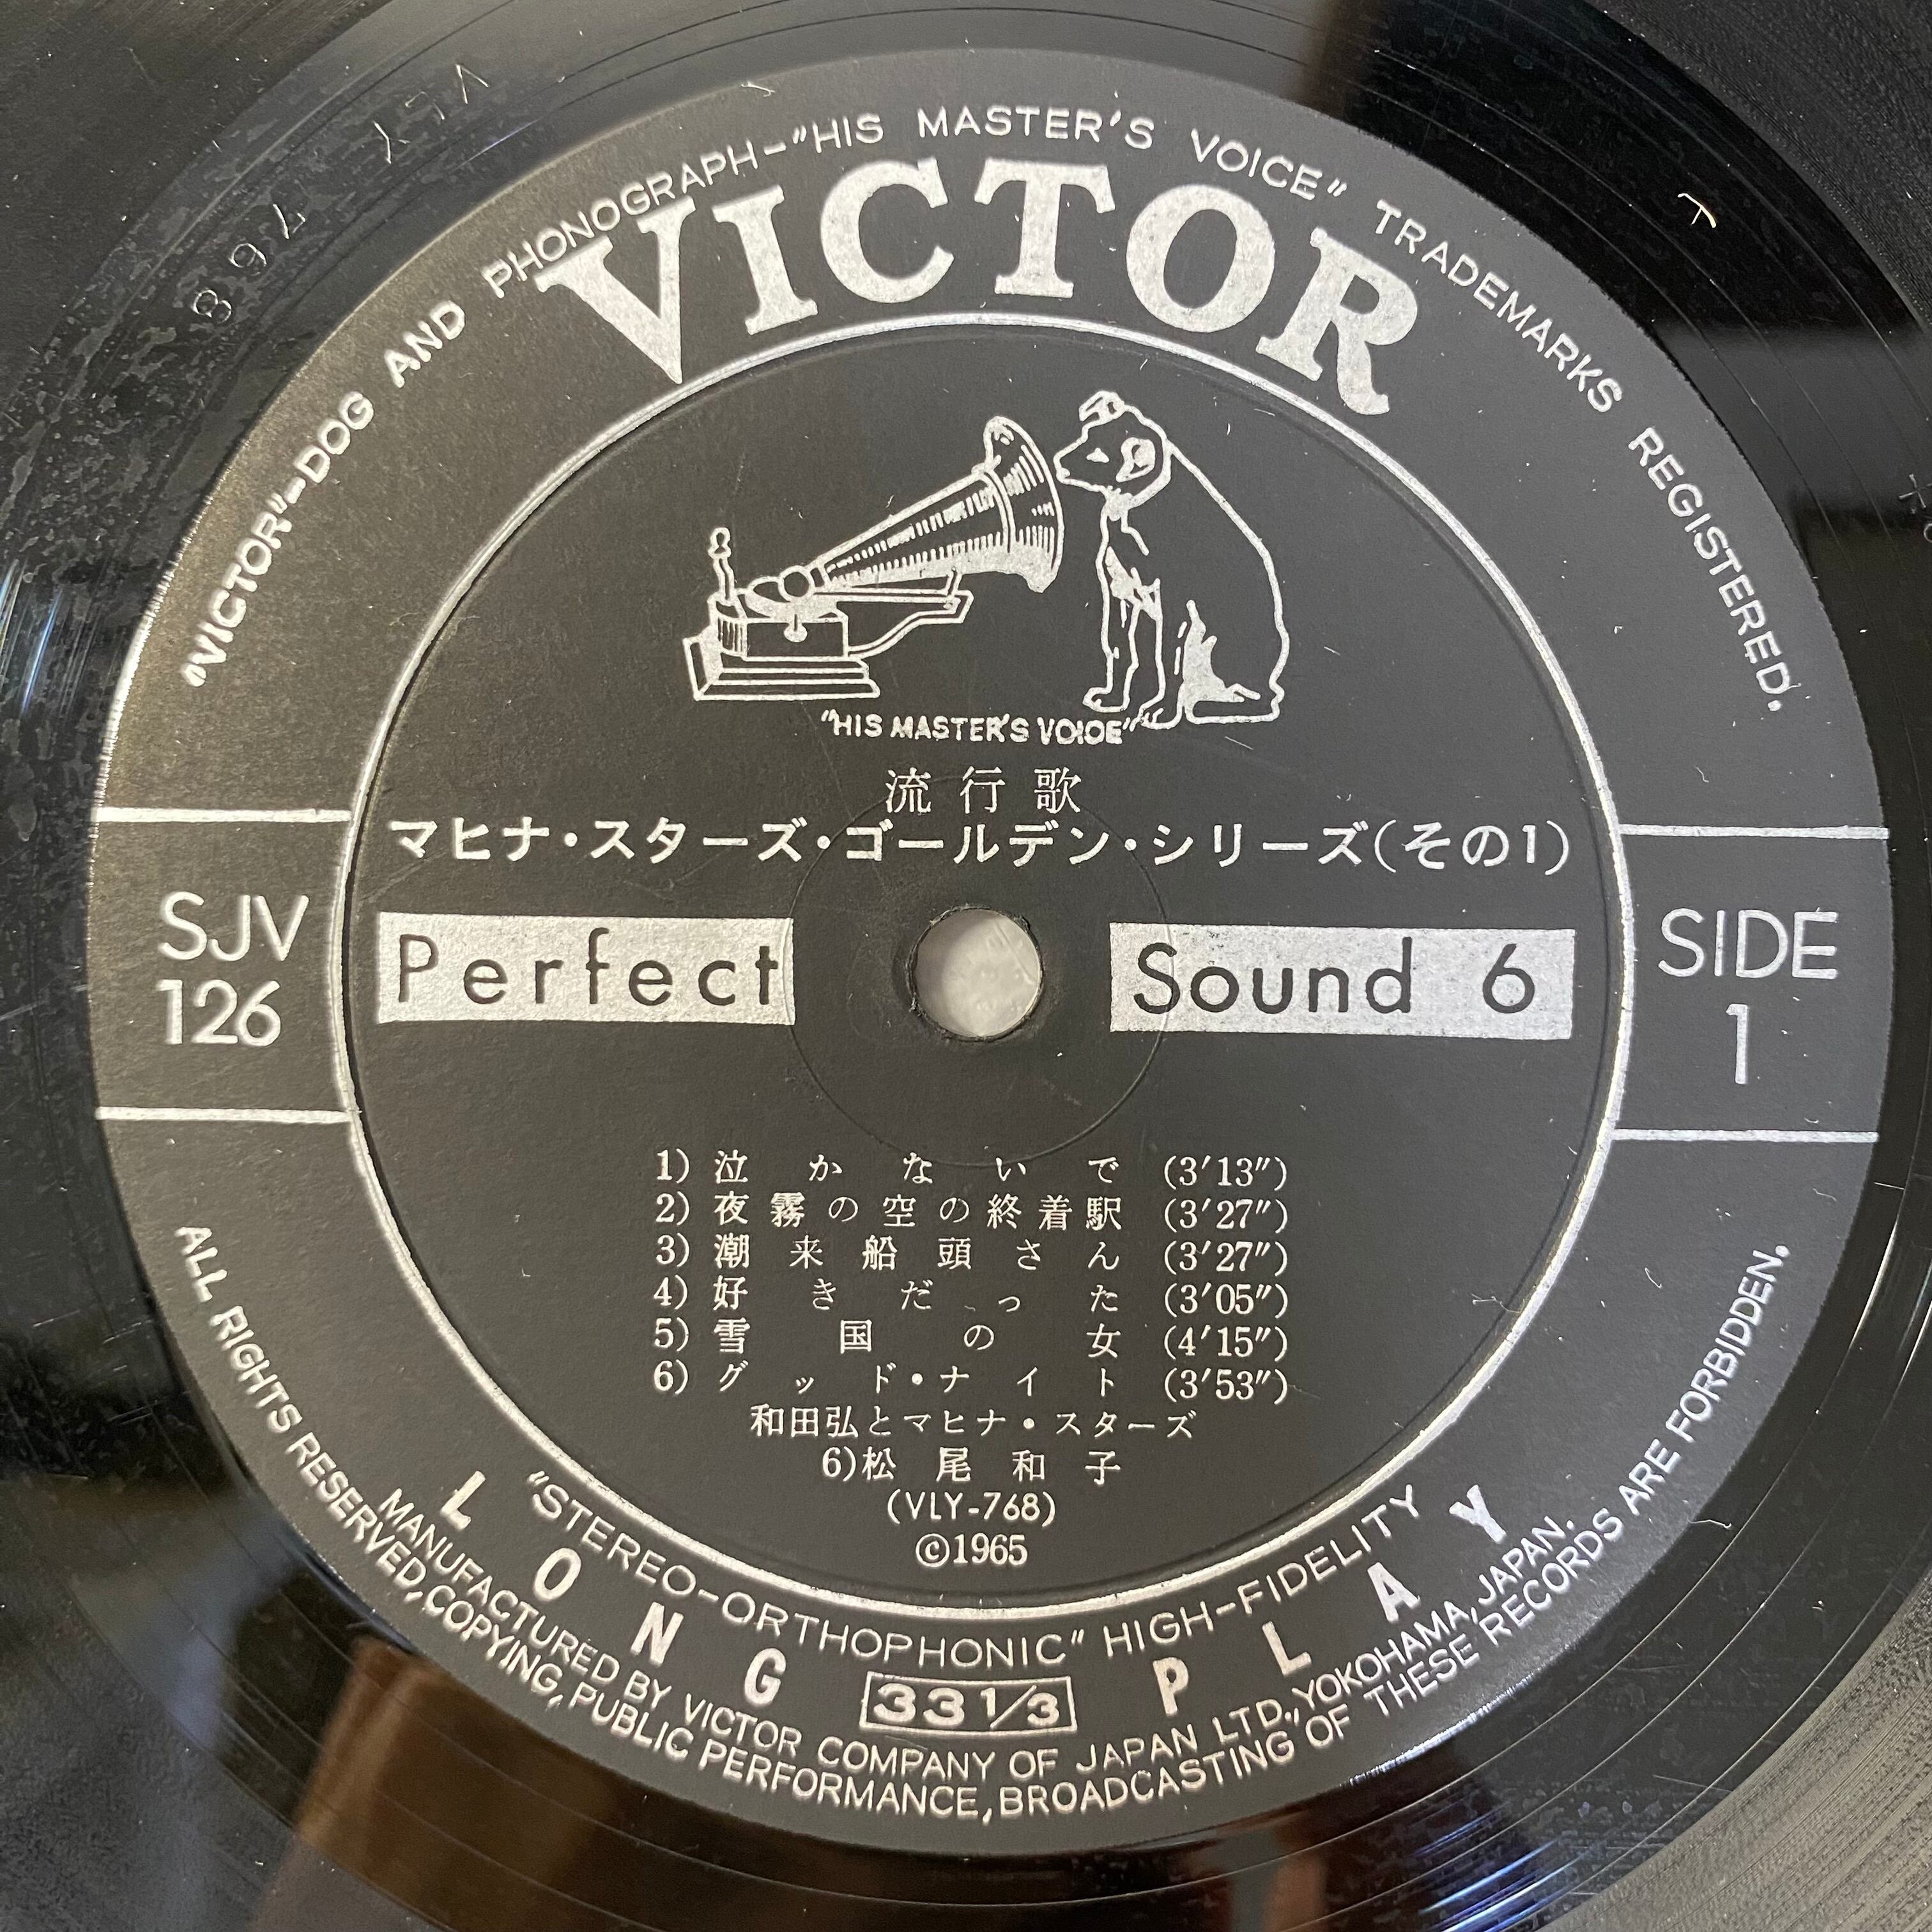 VLY 768
"VICTOR"-DOG AND PHONOGRAPH-"HIS MASTER'S VOICE" TRADEMARKS REGISTERED.
VICTOR
"HIS MASTER'S VOICE"
流行歌
マヒナ・スターズ・ゴールデン・シリーズ(その1)
SJV
126
Perfect Sound 6
SIDE
1
1) 泣かないで (3′13″)
2) 夜霧の空の終着駅 (3′27″)
3) 潮来船頭さん (3′27″)
4) 好きだった (3′05″)
5) 雪国の女 (4′15″)
6) グッド・ナイト (3′53″)
和田弘とマヒナ・スターズ
6)松尾和子
(VLY-768)
©1965
"STEREO-ORTHOPHONIC" HIGH-FIDELITY
LONG 33 1/3 PLAY
MANUFACTURED BY VICTOR COMPANY OF JAPAN LTD., YOKOHAMA, JAPAN.
ALL RIGHTS RESERVED, COPYING, PUBLIC PERFORMANCE, BROADCASTING OF THESE RECORDS ARE FORBIDDEN.